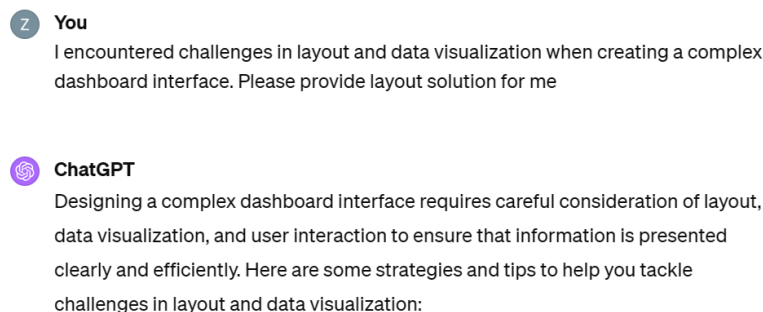 Z
You
I encountered challenges in layout and data visualization when creating a complex
dashboard interface. Please provide layout solution for me
ChatGPT
Designing a complex dashboard interface requires careful consideration of layout,
data visualization, and user interaction to ensure that information is presented
clearly and efficiently. Here are some strategies and tips to help you tackle
challenges in layout and data visualization: